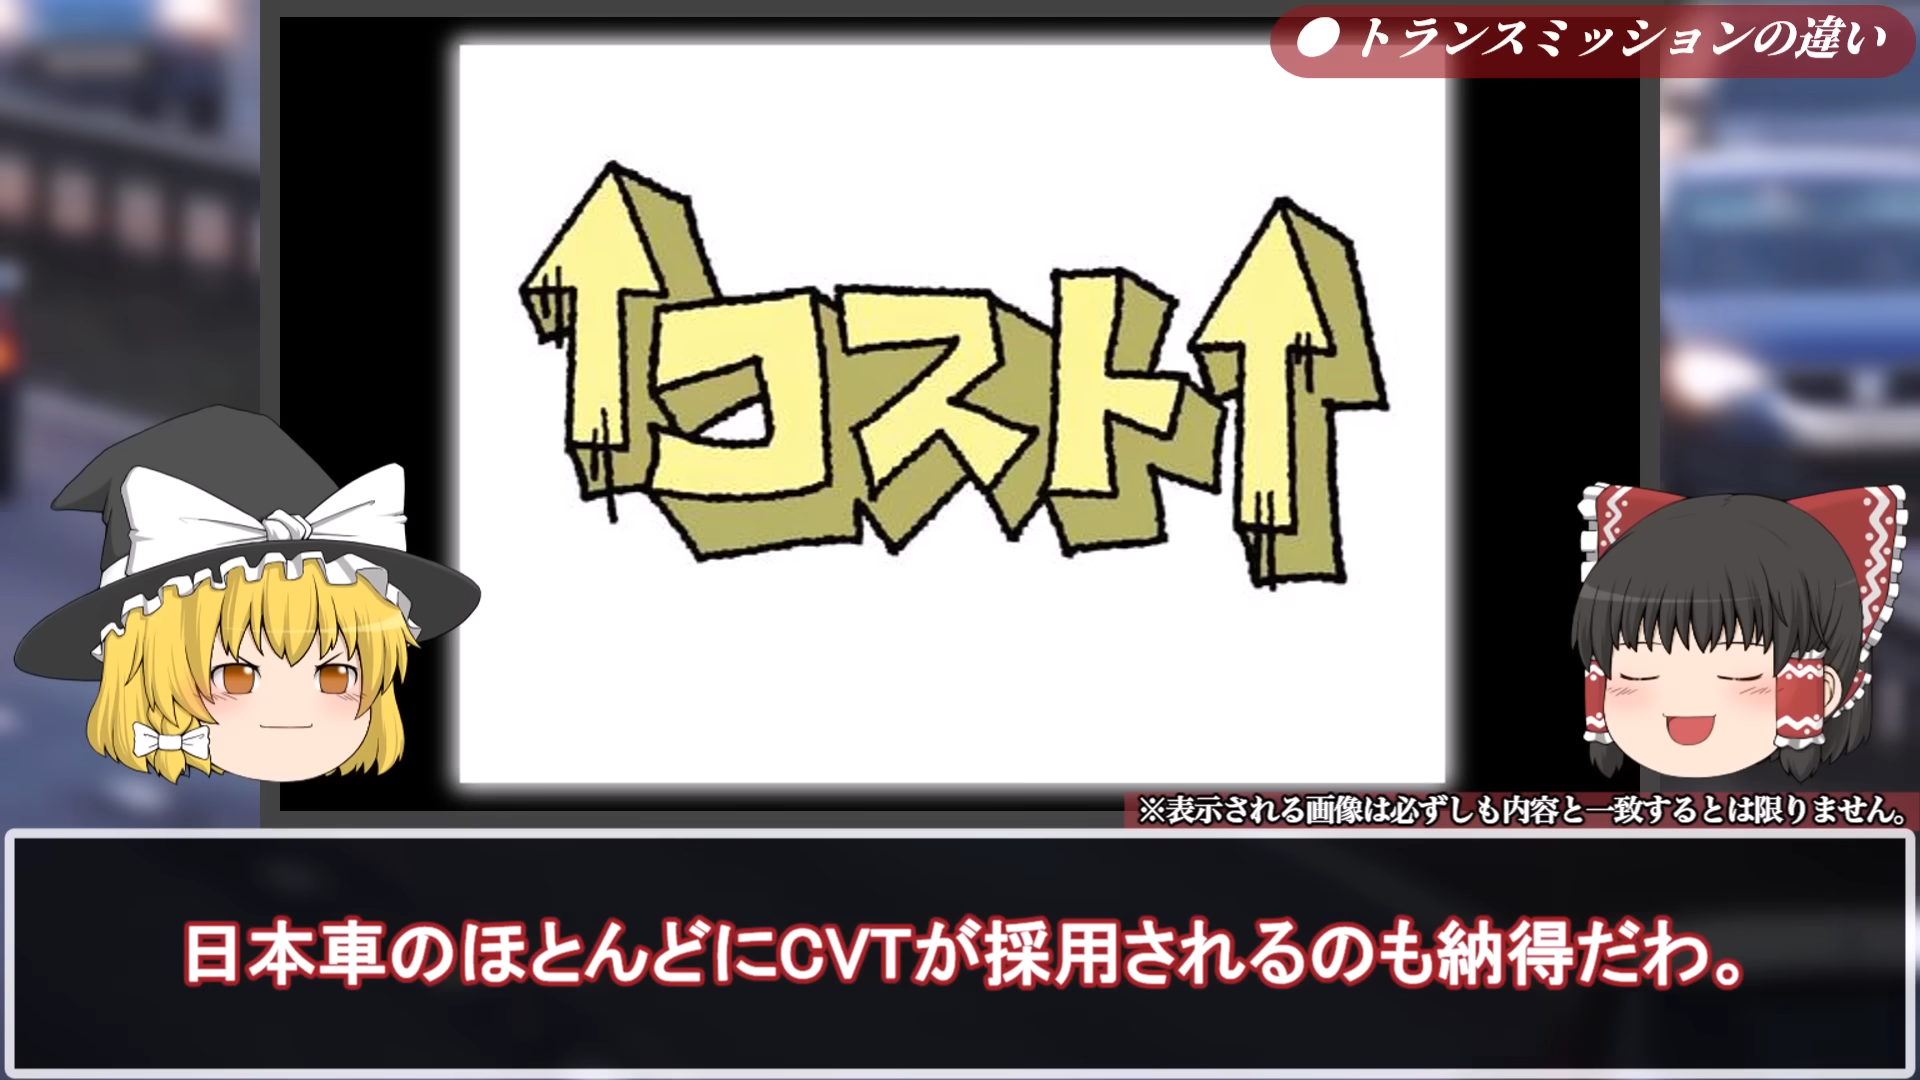 ●トランスミッションの違い
↑コスト↑
※表示される画像は必ずしも内容と一致するとは限りません。
日本車のほとんどにCVTが採用されるのも納得だわ。